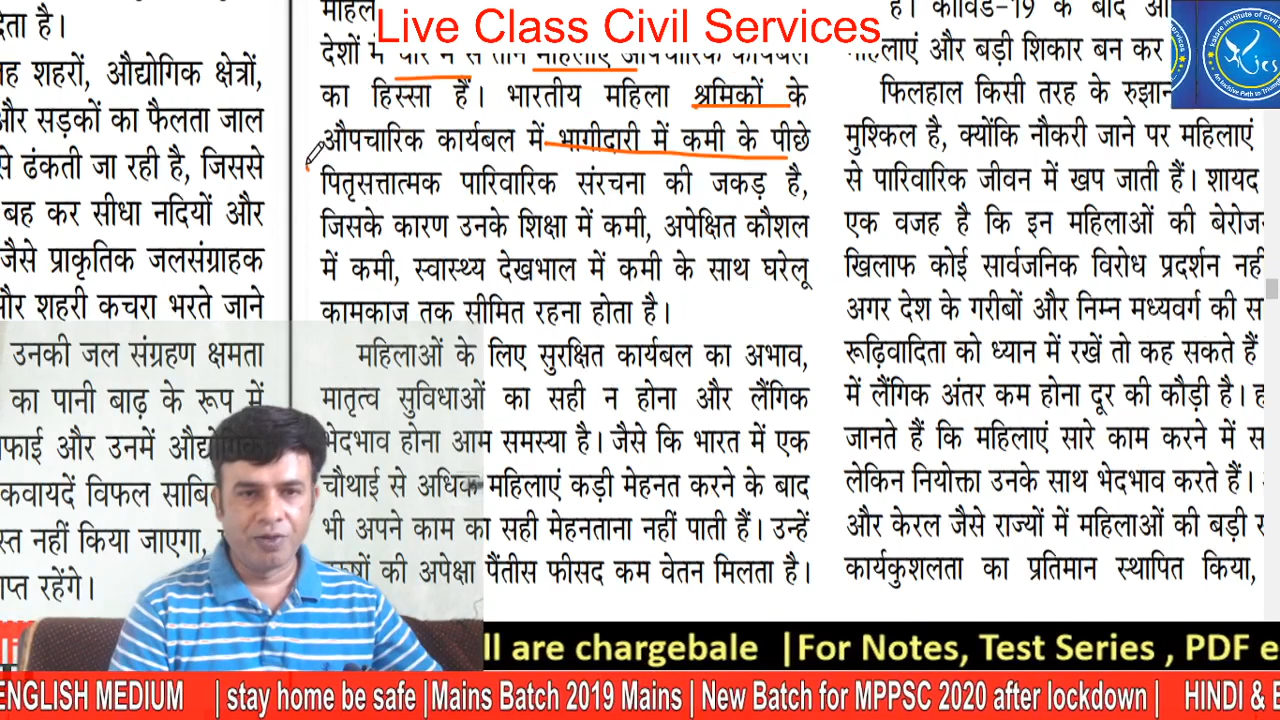 Live Class Civil Services
देता है।
शहरों, औद्योगिक क्षेत्रों,
और सड़कों का फैलता जाल
से ढंकती जा रही है, जिससे
बह कर सीधा नदियों और
जैसे प्राकृतिक जलसंग्राहक
और शहरी कचरा भरते जाने
उनकी जल संग्रहण क्षमता
का पानी बाढ़ के रूप में
और उनमें औद्योगिक
कवायदें विफल
नहीं किया जाएगा,
रहेंगे।
देशों में चार में से तीन महिलाएं औपचारिक कार्यबल
का हिस्सा हैं। भारतीय महिला श्रमिकों के
औपचारिक कार्यबल में भागीदारी में कमी के पीछे
पितृसत्तात्मक पारिवारिक संरचना की जकड़ है,
जिसके कारण उनके शिक्षा में कमी, अपेक्षित कौशल
में कमी, स्वास्थ्य देखभाल में कमी के साथ घरेलू
कामकाज तक सीमित रहना होता है।
महिलाओं के लिए सुरक्षित कार्यबल का अभाव,
मातृत्व सुविधाओं का सही न होना और लैंगिक
भेदभाव होना आम समस्या है। जैसे कि भारत में एक
चौथाई से अधिक महिलाएं कड़ी मेहनत करने के बाद
भी अपने काम का सही मेहनताना नहीं पाती हैं। उन्हें
की अपेक्षा पैंतीस फीसद कम वेतन मिलता है।
है। कोविड-19 के बाद
और बड़ी शिकार बन कर
फिलहाल किसी तरह के
मुश्किल है, क्योंकि नौकरी जाने पर महिलाएं
से पारिवारिक जीवन में खप जाती हैं। शायद
एक वजह है कि इन महिलाओं की
खिलाफ कोई सार्वजनिक विरोध प्रदर्शन
अगर देश के गरीबों और निम्न मध्यवर्ग की
रूढ़िवादिता को ध्यान में रखें तो कह सकते हैं
में लैंगिक अंतर कम होना दूर की कौड़ी है।
जानते हैं कि महिलाएं सारे काम करने में
लेकिन नियोक्ता उनके साथ भेदभाव करते हैं।
और केरल जैसे राज्यों में महिलाओं की बड़ी
कार्यकुशलता का प्रतिमान स्थापित किया,
ll are chargebale |For Notes, Test Series , PDF e
ENGLISH MEDIUM | stay home be safe |Mains Batch 2019 Mains | New Batch for MPPSC 2020 after lockdown | HINDI & E